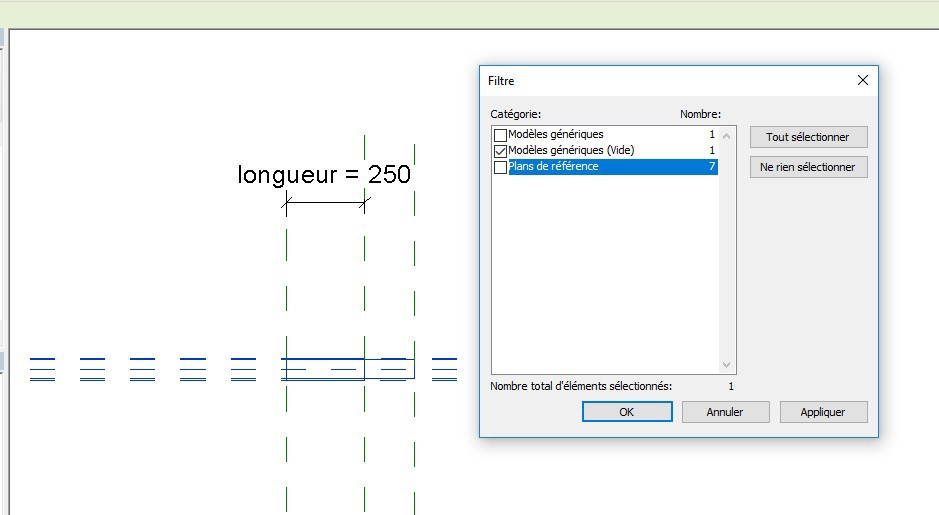 Filtre
Catégorie: Nombre:
Modèles génériques 1
Modèles génériques (Vide) 1
Plans de référence 7
Tout sélectionner
Ne rien sélectionner
longueur = 250
Nombre total d'éléments sélectionnés: 1
OK Annuler Appliquer